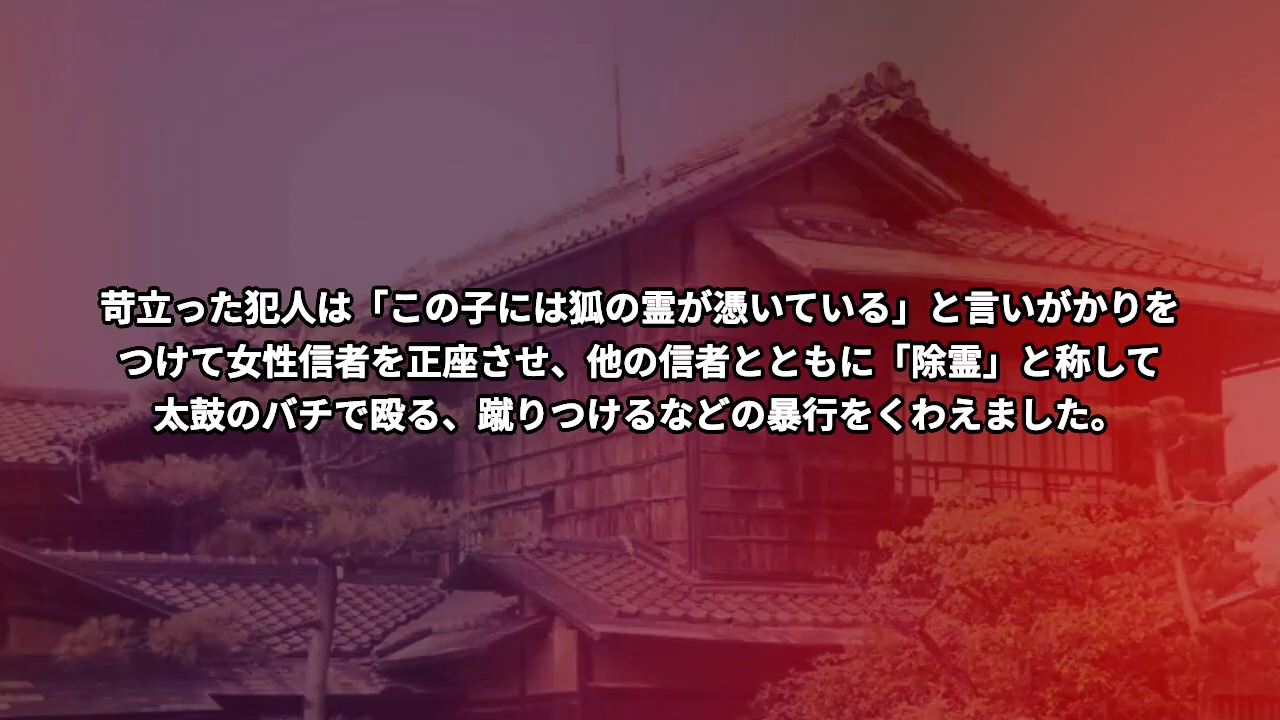 苛立った犯人は「この子には狐の霊が憑いている」と言いがかりを
つけて女性信者を正座させ、他の信者とともに「除霊」と称して
太鼓のバチで殴る、蹴りつけるなどの暴行をくわえました。